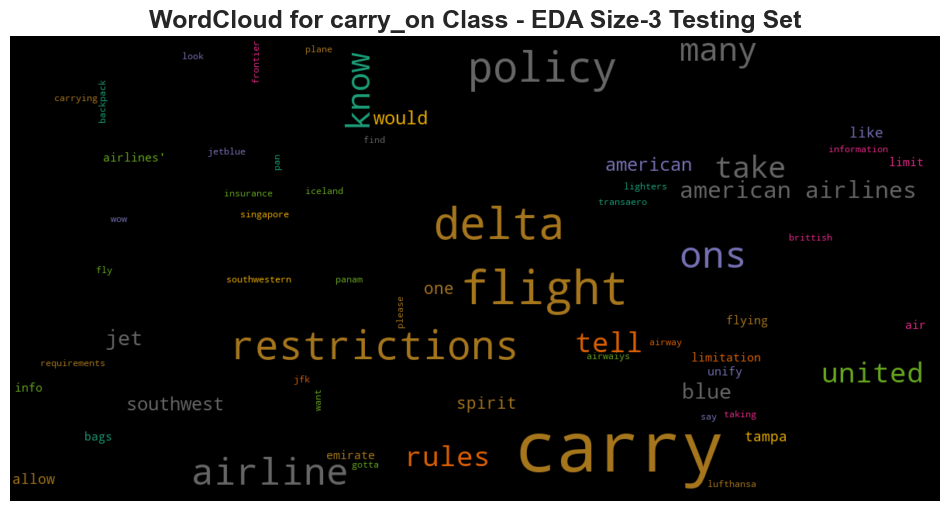 WordCloud for carry_on Class - EDA Size-3 Testing Set
many
policy
look
frontier
plane
know
carrying
backpack
would
like
find
information
airlines'
jetblue
pan
american
take
limit
lighters
american airlines
insurance
iceland
transaero
wow
singapore
delta
brittish
ons
fly
southwestern
panam
one
flight
please
flying
air
jet
restrictions
tell
airway
airwaiys
limitation
requirements
unify
united
info
jfk
want
blue
southwest
spirit
say
taking
bags
carry
tampa
airline
emirate
gotta
rules
allow
lufthansa